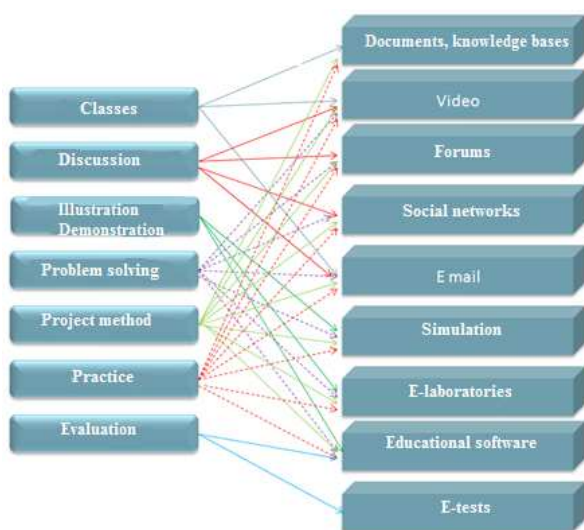 Classes
Discussion
Illustration
Demonstration
Problem solving
Project method
Practice
Evaluation
Documents, knowledge bases
Video
Forums
Social networks
E mail
Simulation
E-laboratories
Educational software
E-tests